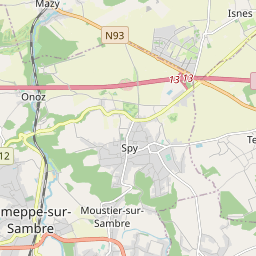 Mazy
Isnes
N93
13
13
Onoz
12
Spy
Te
meppe-sur-
Sambre
Moustier-sur-
Sambre